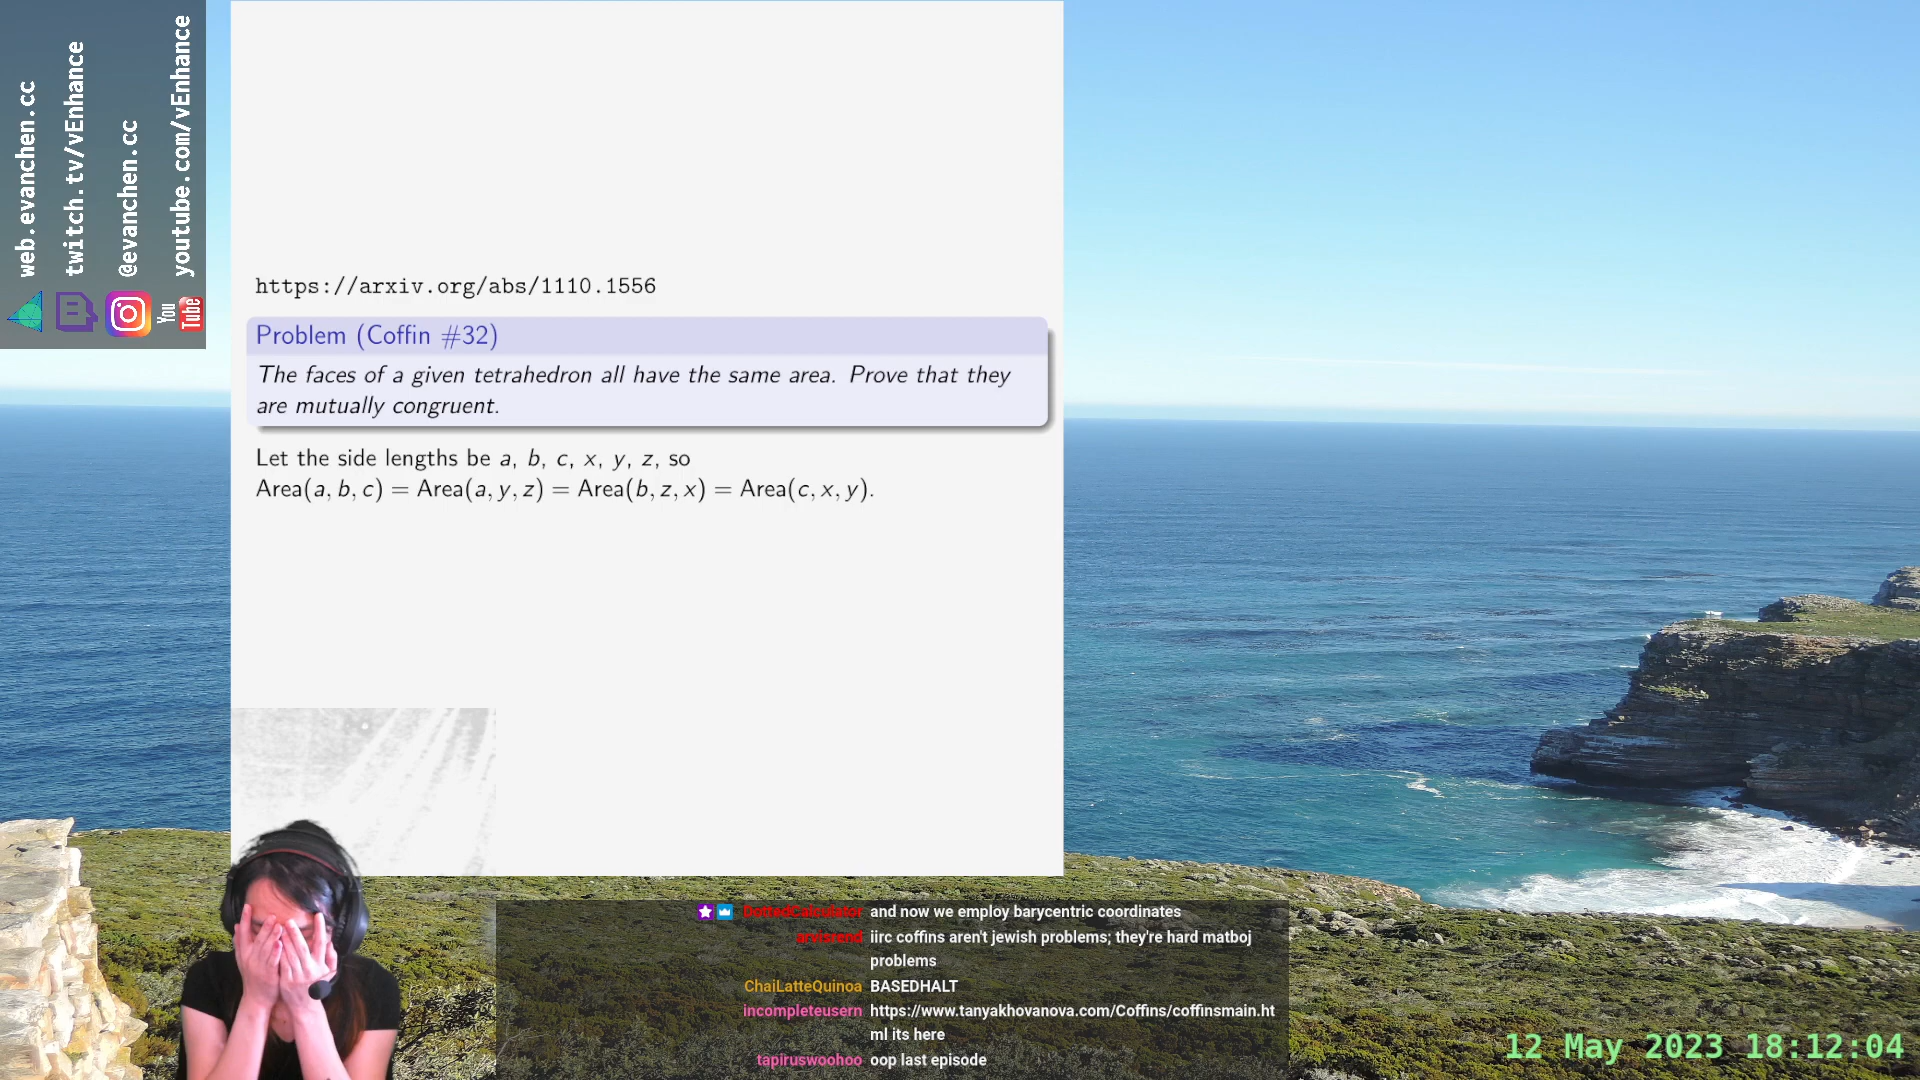 web.evanchen.cc
twitch.tv/vEnhance
@evanchen.cc
youtube.com/vEnhance
You
Tube
https://arxiv.org/abs/1110.1556
Problem (Coffin #32)
The faces of a given tetrahedron all have the same area. Prove that they
are mutually congruent.
Let the side lengths be a, b, c, x, y, z, so
Area(a, b, c) = Area(a, y, z) = Area(b, z, x) = Area(c, x, y).
DottedCalculator and now we employ barycentric coordinates
arvisrend iirc coffins aren't jewish problems; they're hard matboj
problems
ChaiLatteQuinoa BASEDHALT
incompleteusern https://www.tanyakhovanova.com/Coffins/coffinsmain.ht
ml its here
tapiruswoohoo oop last episode
12 May 2023 18:12:04